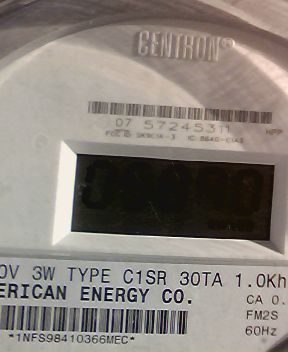 CENTRON®
07 57245311
0V 3W TYPE C1SR 30TA 1.0Kh
ERICAN ENERGY CO.
CA 0.
FM2S
60Hz
*1NFS98410366MEC*